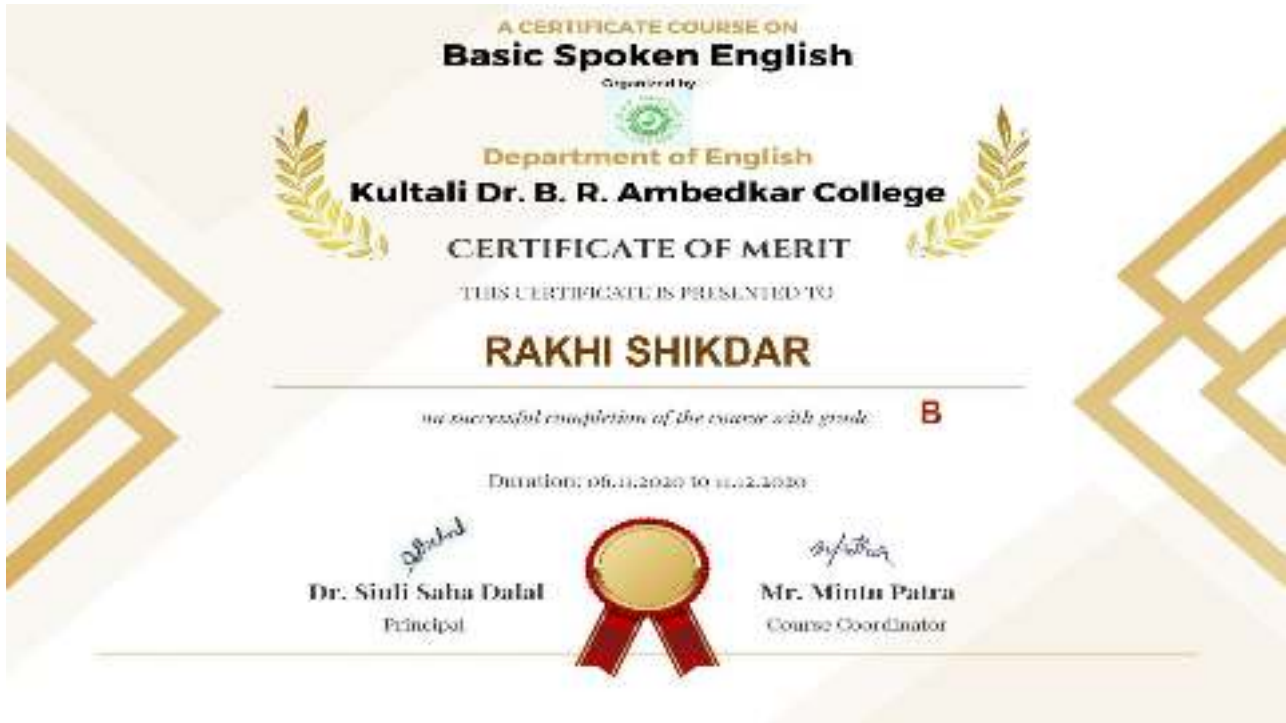 A CERTIFICATE COURSE ON
Basic Spoken English
Organized by
Department of English
Kultali Dr. B. R. Ambedkar College
CERTIFICATE OF MERIT
THIS CERTIFICATE IS PRESENTED TO
RAKHI SHIKDAR
on successful completion of the course with grade B
Duration: 06.11.2020 to 11.12.2020
Dr. Siuli Saha Dalal Mr. Mintu Patra
Principal Course Coordinator